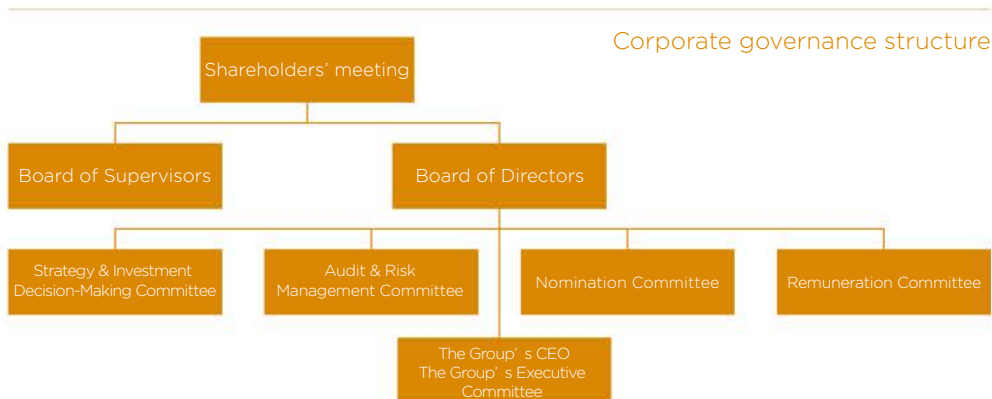 Corporate governance structure
Shareholders’ meeting
Board of Supervisors
Board of Directors
Strategy & Investment
Decision-Making Committee
Audit & Risk
Management Committee
Nomination Committee
Remuneration Committee
The Group’ s CEO
The Group’ s Executive
Committee